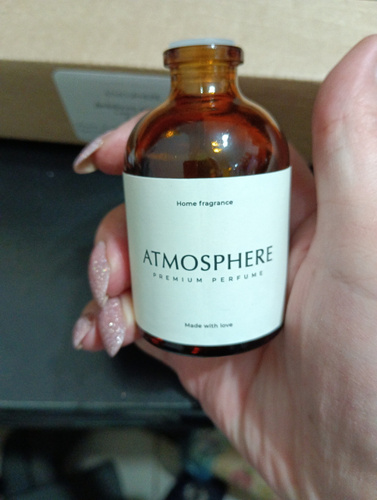 Home fragrance
ATMOSPHERE
PREMIUM PERFUME
Made with love